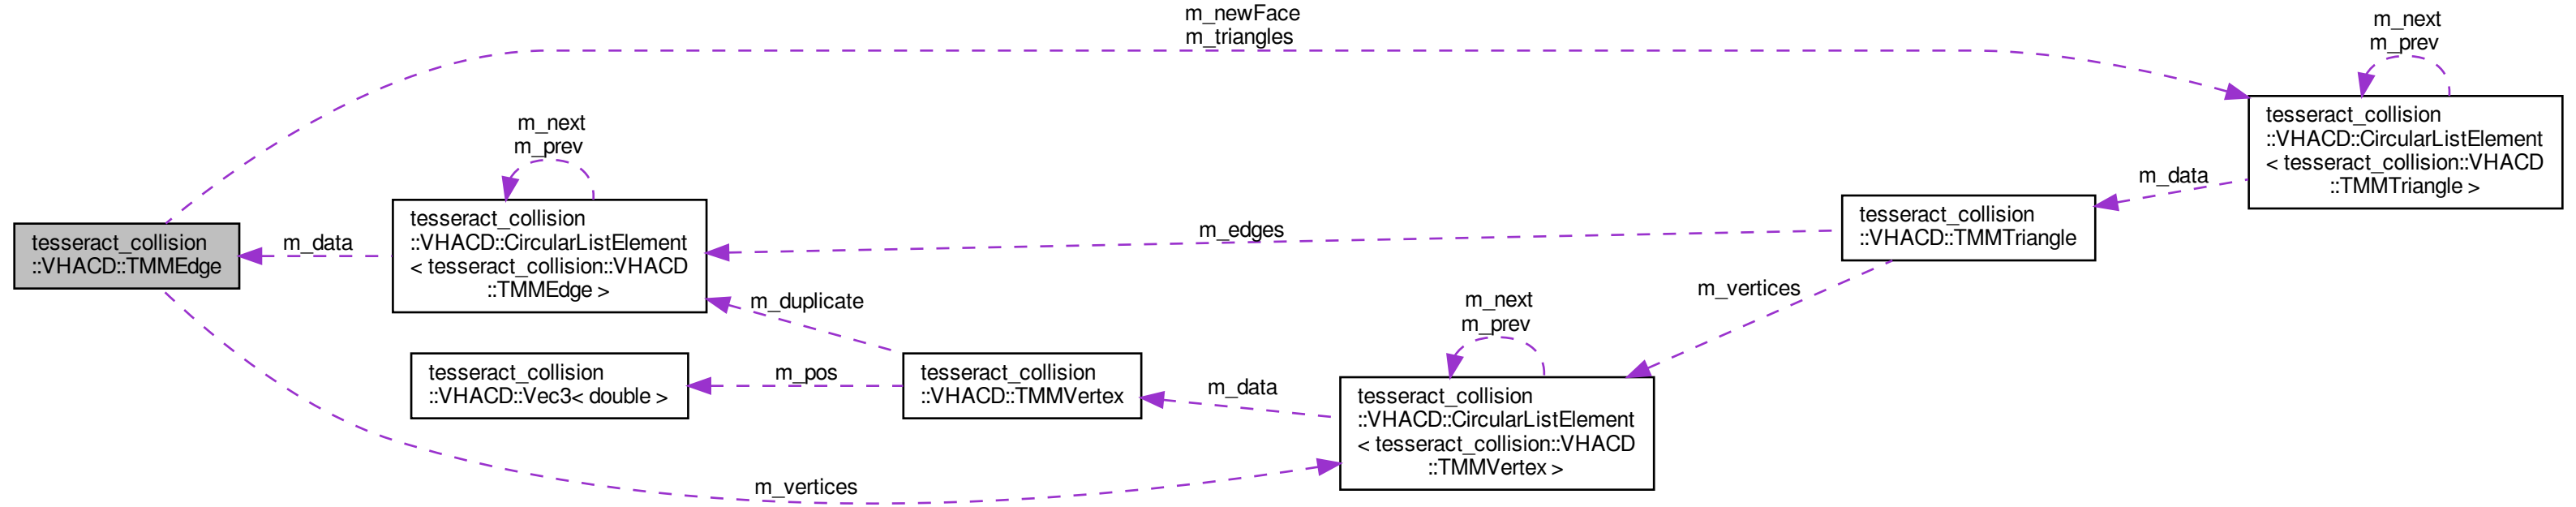 m_newFace
m_triangles
m_next
m_prev
tesseract_collision
::VHACD::CircularListElement
< tesseract_collision::VHACD
::TMMTriangle >
m_data
tesseract_collision
::VHACD::TMMTriangle
m_edges
m_vertices
m_next
m_prev
tesseract_collision
::VHACD::CircularListElement
< tesseract_collision::VHACD
::TMMEdge >
m_data
tesseract_collision
::VHACD::TMMEdge
m_duplicate
tesseract_collision
::VHACD::Vec3< double >
m_pos
tesseract_collision
::VHACD::TMMVertex
m_data
m_next
m_prev
tesseract_collision
::VHACD::CircularListElement
< tesseract_collision::VHACD
::TMMVertex >
m_vertices